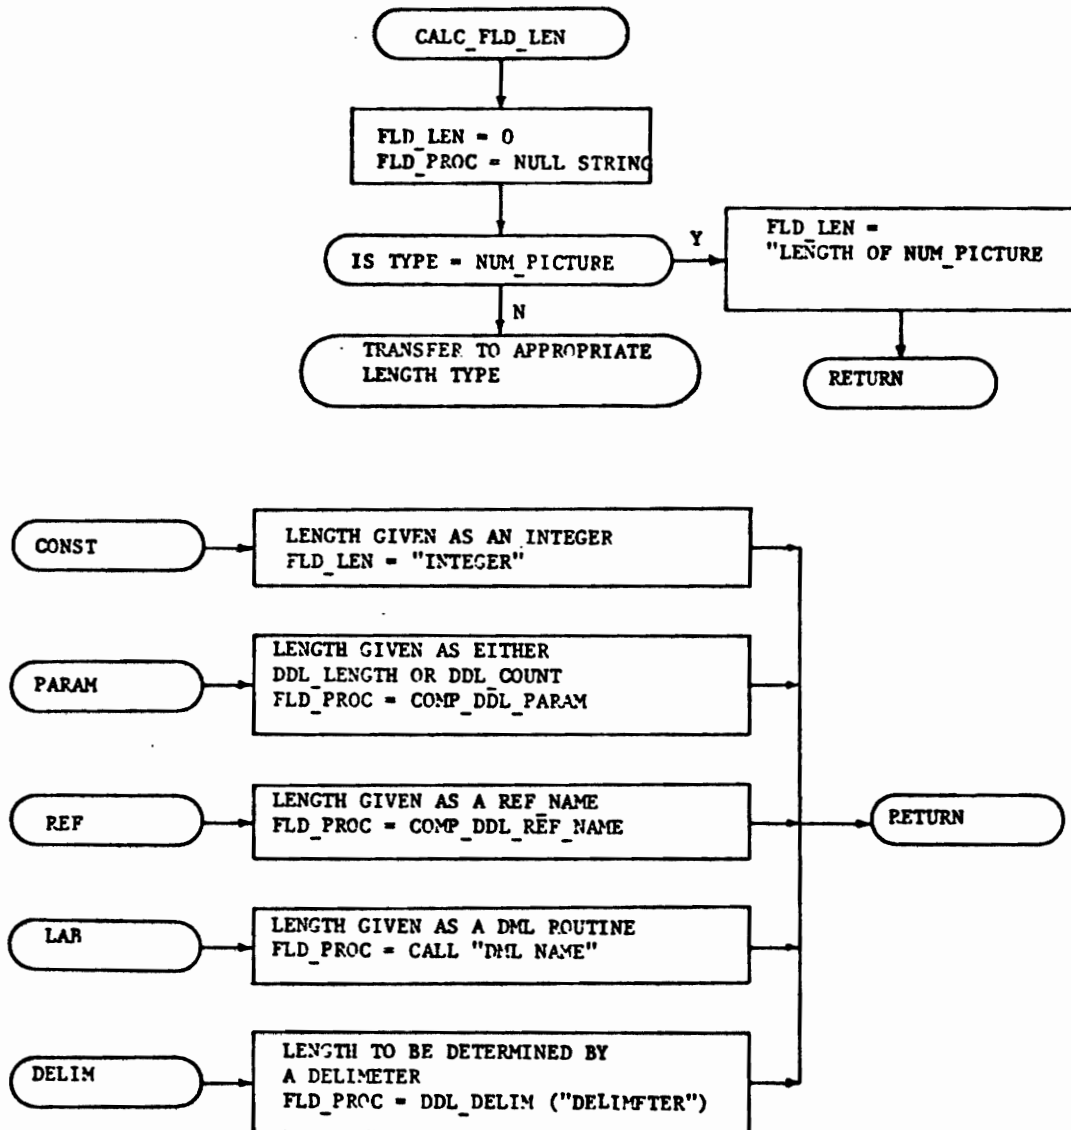 CALC_FLD_LEN
FLD_LEN = 0
FLD_PROC = NULL STRING
IS TYPE = NUM_PICTURE
Y
FLD_LEN =
"LENGTH OF NUM_PICTURE
N
TRANSFER TO APPROPRIATE
LENGTH TYPE
RETURN
CONST
LENGTH GIVEN AS AN INTEGER
FLD_LEN = "INTEGER"
PARAM
LENGTH GIVEN AS EITHER
DDL_LENGTH OR DDL_COUNT
FLD_PROC = COMP_DDL_PARAM
REF
LENGTH GIVEN AS A REF_NAME
FLD_PROC = COMP_DDL_REF_NAME
RETURN
LAB
LENGTH GIVEN AS A DML ROUTINE
FLD_PROC = CALL "DML NAME"
DELIM
LENGTH TO BE DETERMINED BY
A DELIMETER
FLD_PROC = DDL_DELIM ("DELIMETER")